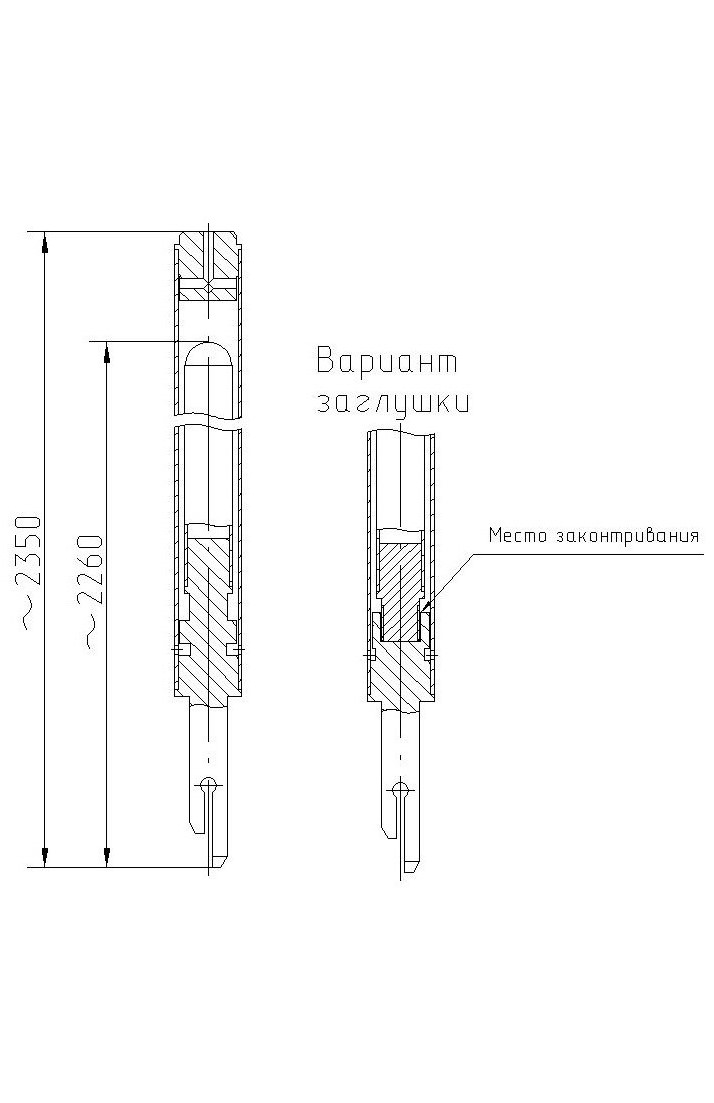 ~2350
~2260
Вариант
заглушки
Место законтривания